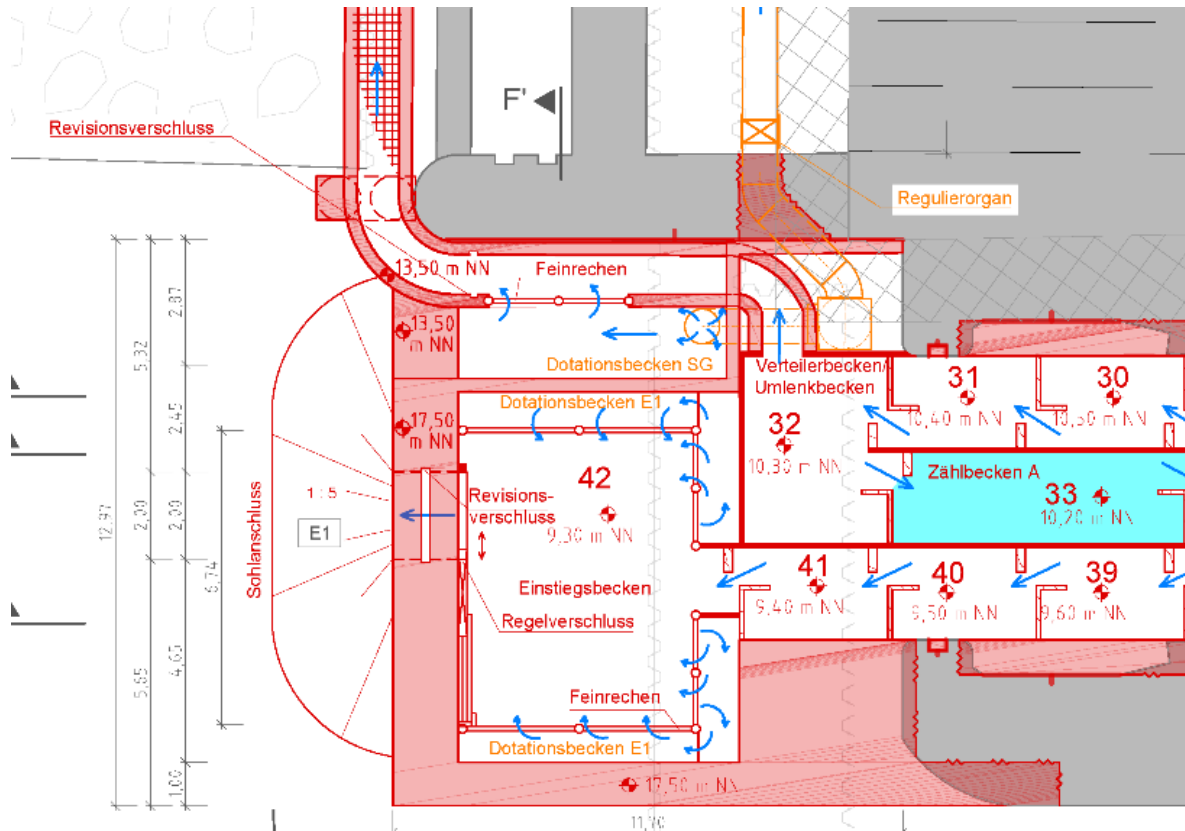 F'
Revisionsverschluss
Regulierorgan
13,50 m NN
Feinrechen
13,50
m NN
Dotationsbecken SG
Verteilerbecken/
Umlenkbecken
31
10,40 m NN
30
10,50 m NN
Dotationsbecken E1
17,50
m NN
32
10,30 m NN
Zählbecken A
33
10,20 m NN
42
9,30 m NN
Revisions-
verschluss
1:5
E1
Sohlanschluss
Einstiegsbecken
Regelverschluss
41
9,40 m NN
40
9,50 m NN
39
9,60 m NN
Feinrechen
Dotationsbecken E1
17,50 m NN
12,97
5,32
2,00
5,65
2,87
2,45
2,00
4,65
1,00
6,74
11,70